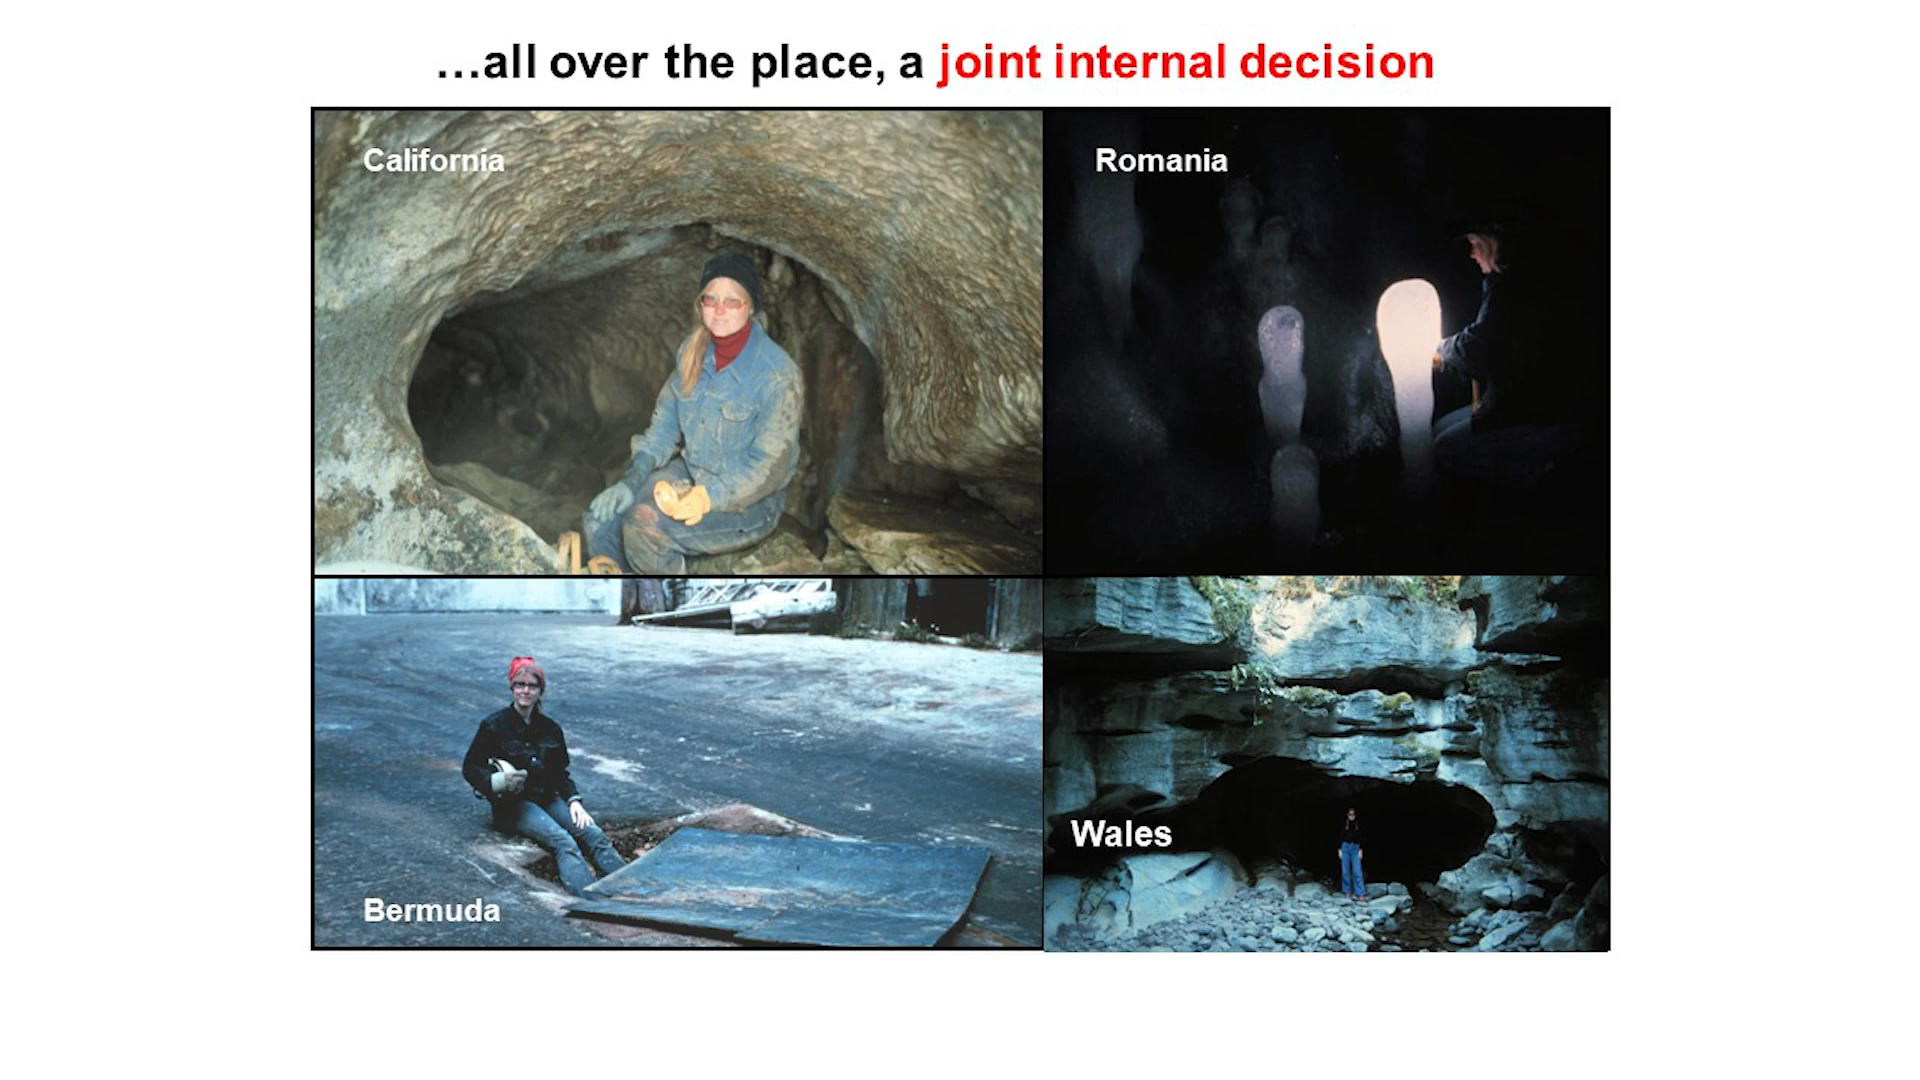 …all over the place, a joint internal decision
California
Romania
Bermuda
Wales